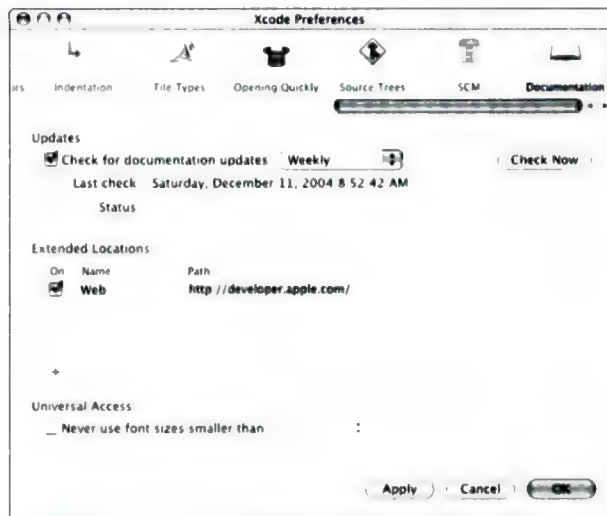 Xcode Preferences
Indentation File Types Opening Quickly Source Trees SCM Documentation
Updates
Check for documentation updates Weekly Check Now
Last check Saturday, December 11, 2004 8 52 42 AM
Status
Extended Locations
On Name Path
Web http //developer.apple.com/
Universal Access
Never use font sizes smaller than
Apply Cancel OK